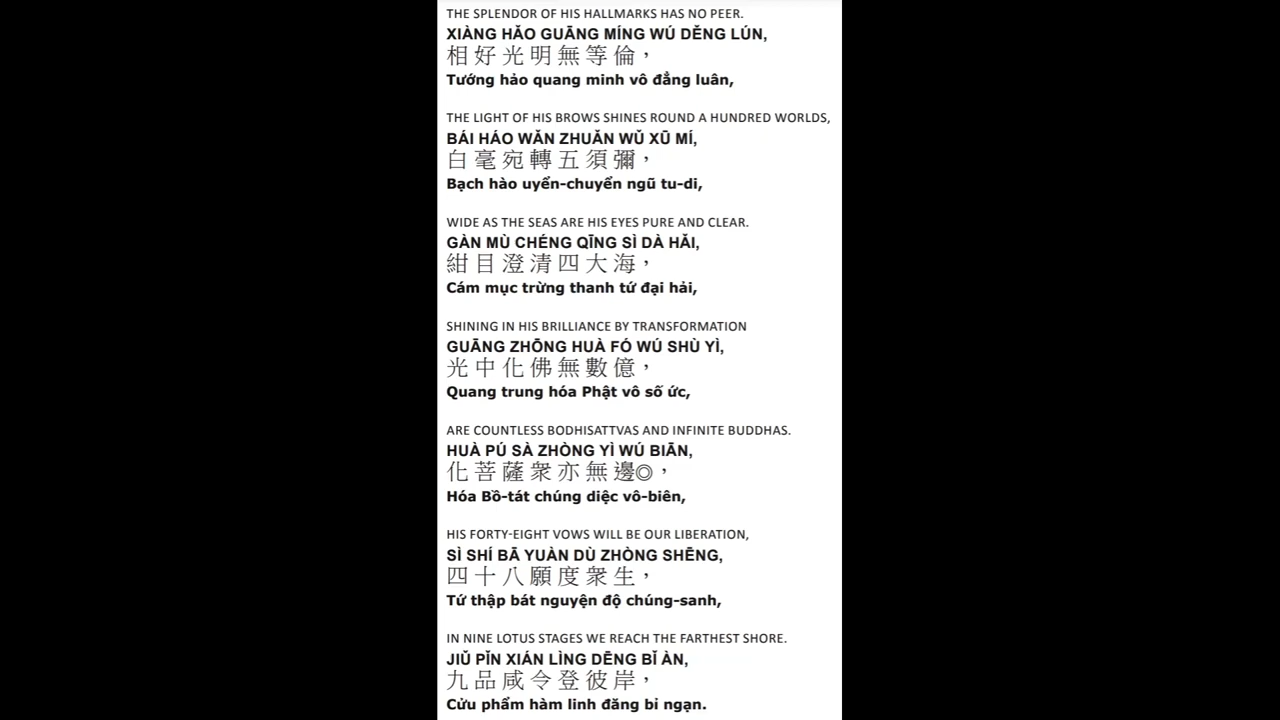 THE SPLENDOR OF HIS HALLMARKS HAS NO PEER.
XIÀNG HǍO GUĀNG MÍNG WÚ DĚNG LÚN,
相好光明無等倫，
Tướng hảo quang minh vô đẳng luân,
THE LIGHT OF HIS BROWS SHINES ROUND A HUNDRED WORLDS,
BÁI HÁO WǍN ZHUǍN WǓ XŪ MÍ,
白毫宛轉五須彌，
Bạch hào uyển-chuyển ngũ tu-di,
WIDE AS THE SEAS ARE HIS EYES PURE AND CLEAR.
GÀN MÙ CHÉNG QĪNG SÌ DÀ HǍI,
紺目澄清四大海，
Cám mục trừng thanh tứ đại hải,
SHINING IN HIS BRILLIANCE BY TRANSFORMATION
GUĀNG ZHŌNG HUÀ FÓ WÚ SHÙ YÌ,
光中化佛無數億，
Quang trung hóa Phật vô số ức,
ARE COUNTLESS BODHISATTVAS AND INFINITE BUDDHAS.
HUÀ PÚ SÀ ZHÒNG YÌ WÚ BIĀN,
化菩薩衆亦無邊◎，
Hóa Bồ-tát chúng diệc vô-biên,
HIS FORTY-EIGHT VOWS WILL BE OUR LIBERATION,
SÌ SHÍ BĀ YUÀN DÙ ZHÒNG SHĒNG,
四十八願度衆生，
Tứ thập bát nguyện độ chúng-sanh,
IN NINE LOTUS STAGES WE REACH THE FARTHEST SHORE.
JIǓ PǏN XIÁN LÌNG DĒNG BǏ ÀN,
九品咸令登彼岸，
Cửu phẩm hàm linh đăng bỉ ngạn.